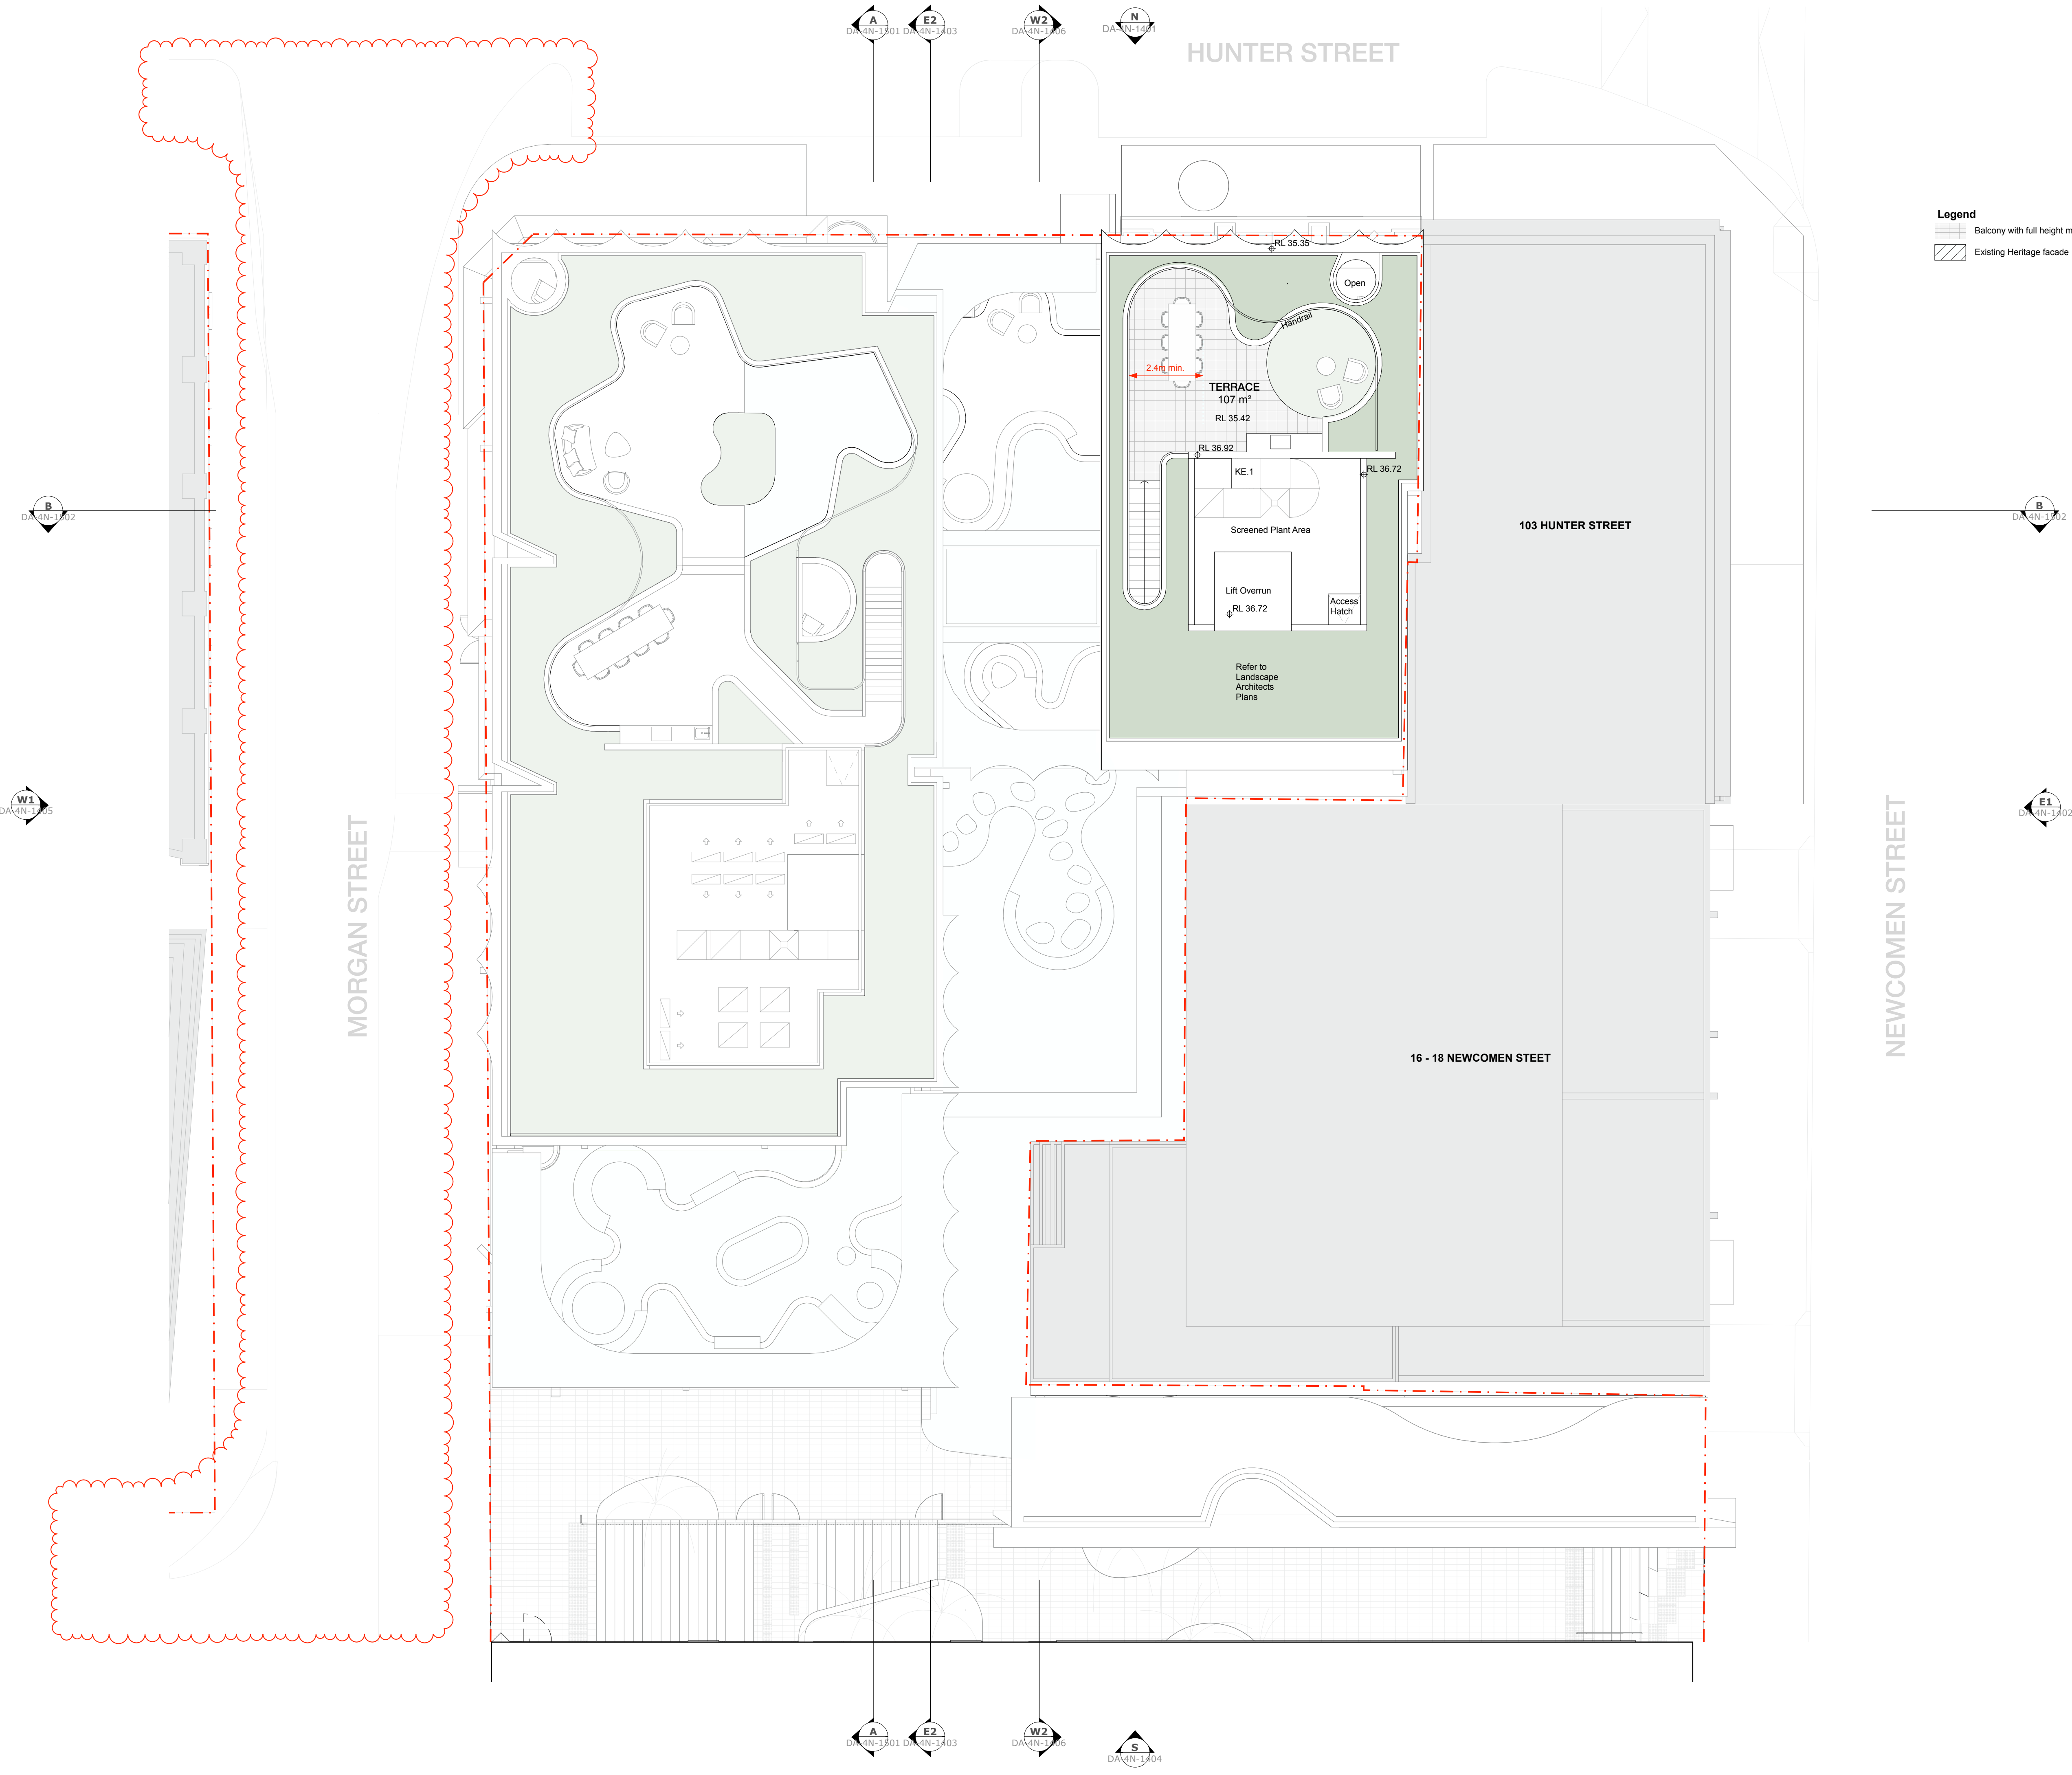 A
DA-4N-1501
E2
DA-4N-1403
W2
DA-4N-1406
N
DA-4N-1401
HUNTER STREET
Legend
Balcony with full height m
Existing Heritage facade
RL 35.35
Open
Handrail
2.4m min.
TERRACE
107 m²
RL 35.42
RL 36.92
RL 36.72
KE.1
Screened Plant Area
Lift Overrun
RL 36.72
Access
Hatch
Refer to
Landscape
Architects
Plans
B
DA-4N-1502
B
DA-4N-1502
103 HUNTER STREET
W1
DA-4N-1405
E1
DA-4N-1402
MORGAN STREET
NEWCOMEN STREET
16 - 18 NEWCOMEN STEET
A
DA-4N-1501
E2
DA-4N-1403
W2
DA-4N-1406
S
DA-4N-1404